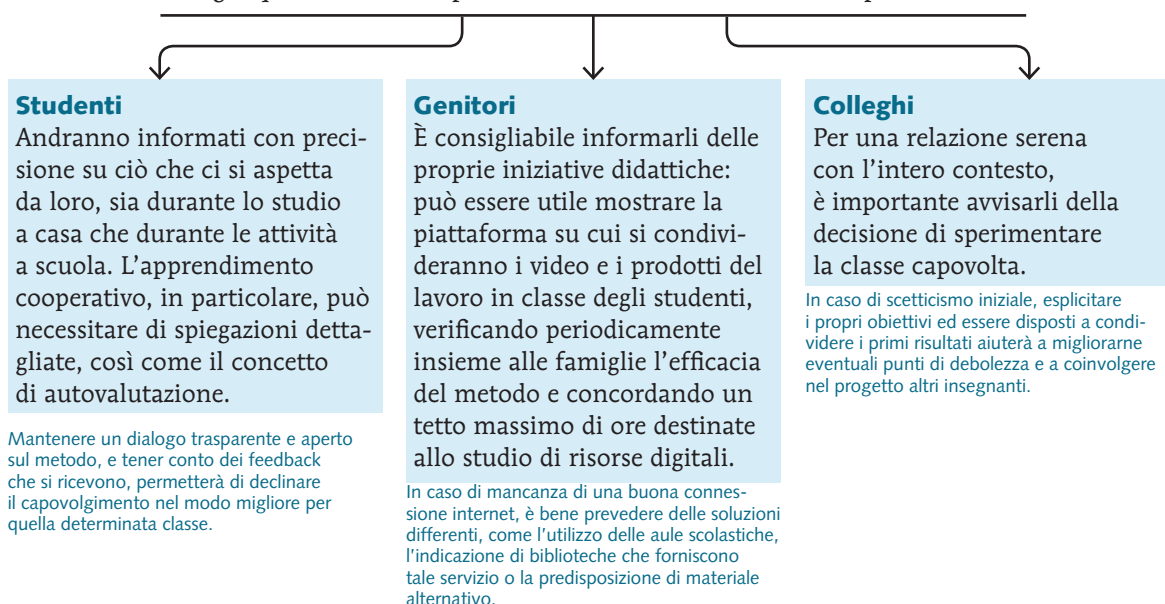 Studenti
Andranno informati con preci-
sione su ciò che ci si aspetta
da loro, sia durante lo studio
a casa che durante le attività
a scuola. L'apprendimento
cooperativo, in particolare, può
necessitare di spiegazioni detta-
gliate, così come il concetto
di autovalutazione.
Mantenere un dialogo trasparente e aperto
sul metodo, e tener conto dei feedback
che si ricevono, permetterà di declinare
il capovolgimento nel modo migliore per
quella determinata classe.
Genitori
È consigliabile informarli delle
proprie iniziative didattiche:
può essere utile mostrare la
piattaforma su cui si condivi-
deranno i video e i prodotti del
lavoro in classe degli studenti,
verificando periodicamente
insieme alle famiglie l'efficacia
del metodo e concordando un
tetto massimo di ore destinate
allo studio di risorse digitali.
In caso di mancanza di una buona connes-
sione internet, è bene prevedere delle soluzioni
differenti, come l'utilizzo delle aule scolastiche,
l'indicazione di biblioteche che forniscono
tale servizio o la predisposizione di materiale
alternativo.
Colleghi
Per una relazione serena
con l'intero contesto,
è importante avvisarli della
decisione di sperimentare
la classe capovolta.
In caso di scetticismo iniziale, esplicitare
i propri obiettivi ed essere disposti a condi-
videre i primi risultati aiuterà a migliorarne
eventuali punti di debolezza e a coinvolgere
nel progetto altri insegnanti.